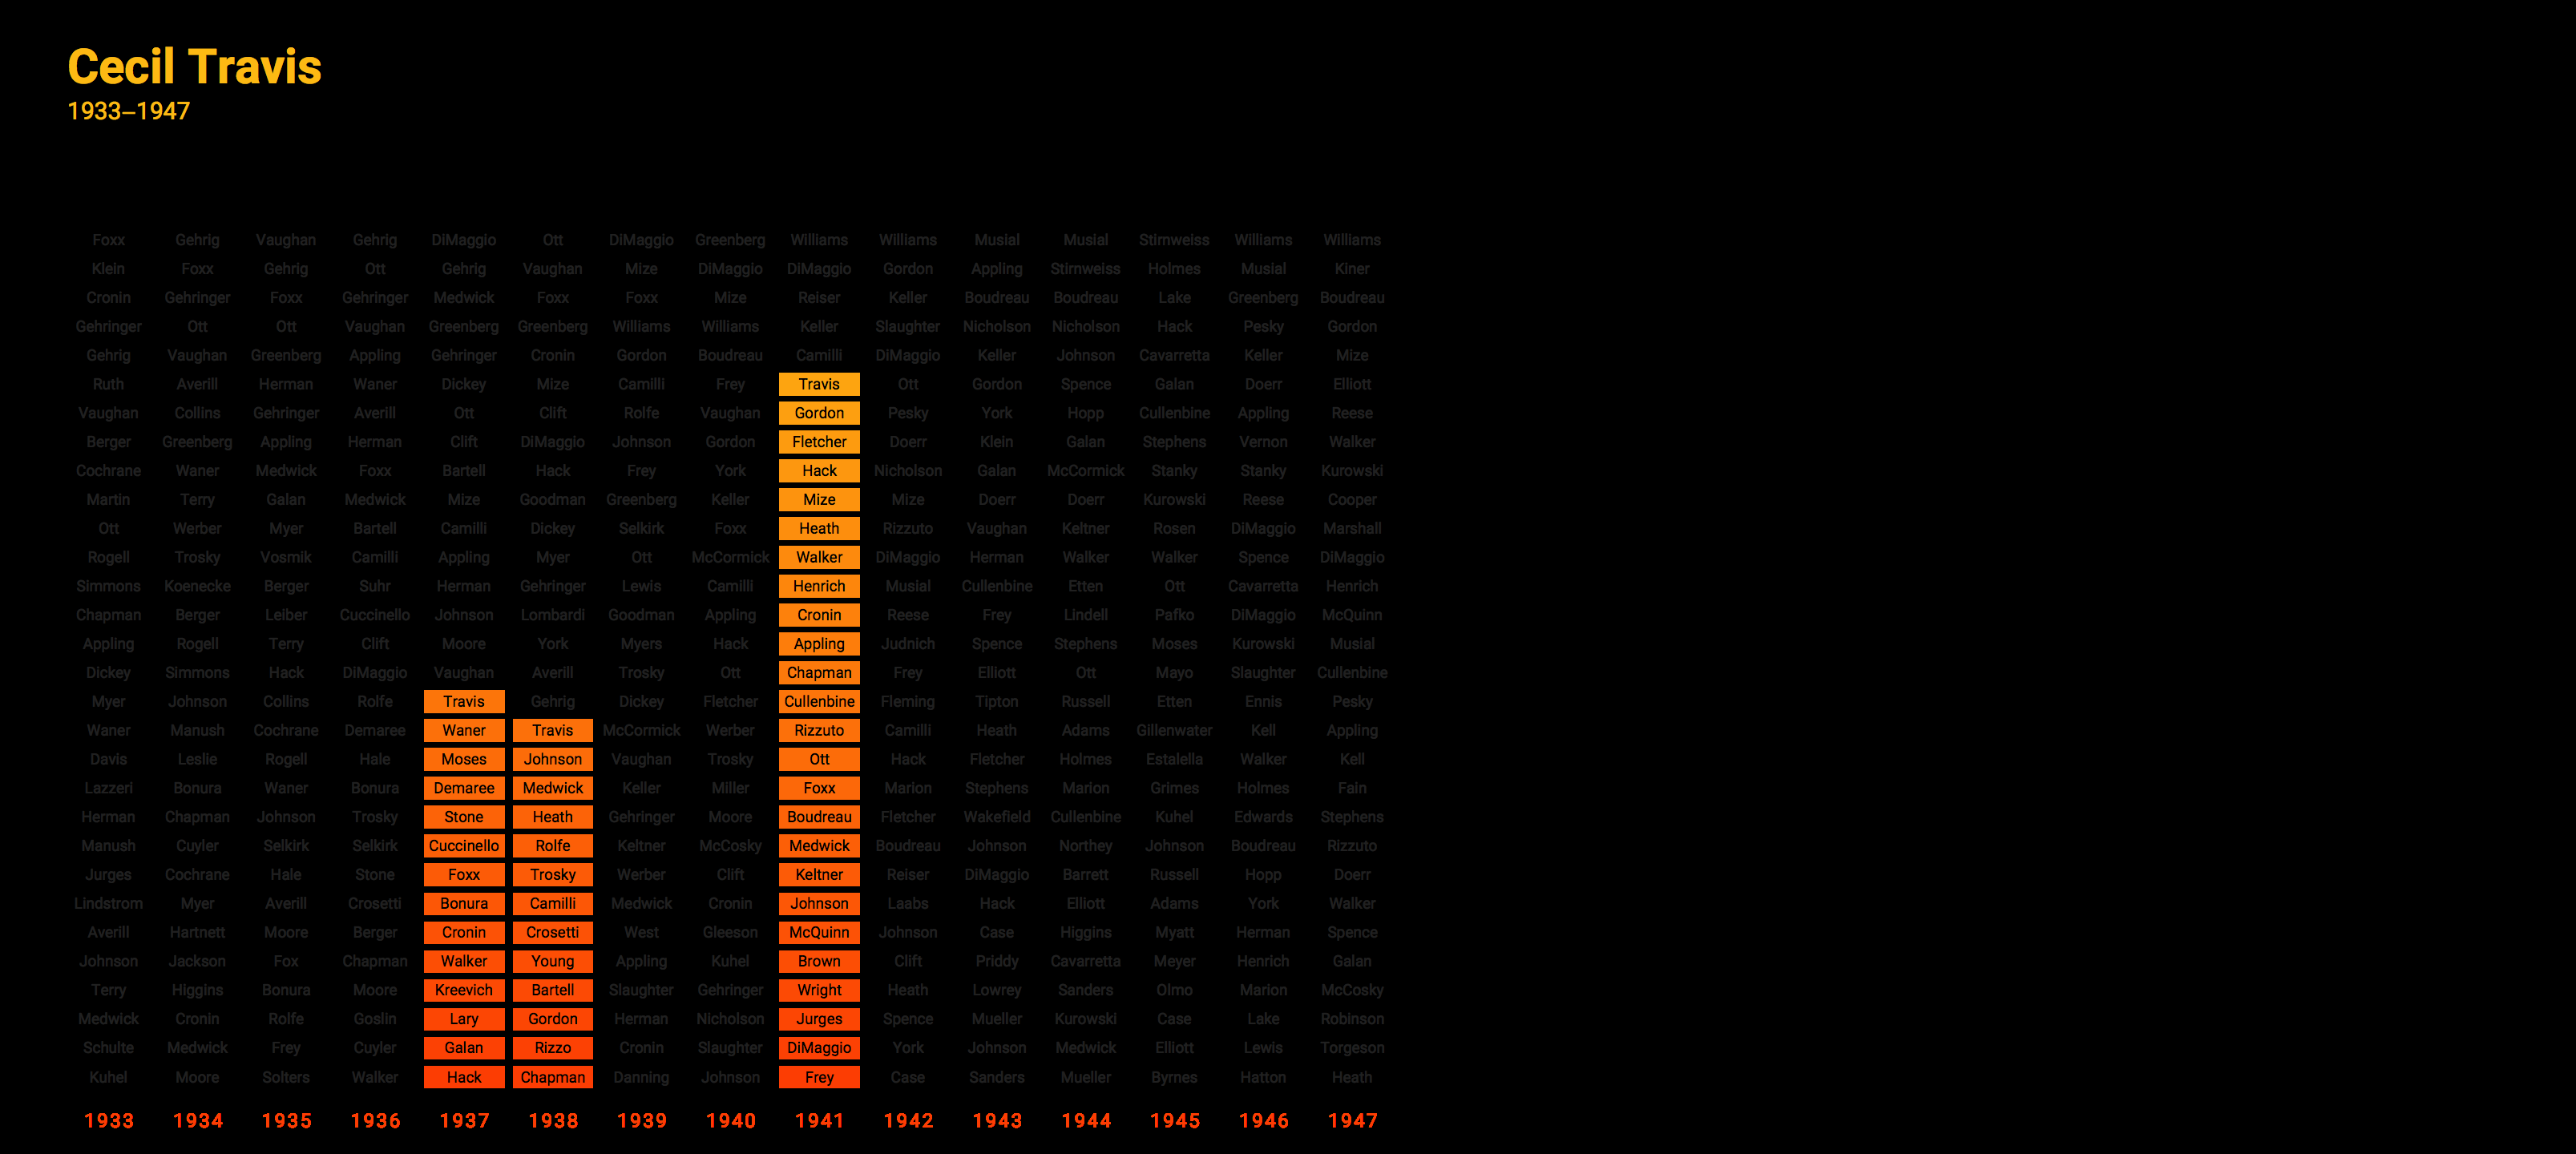 Cecil Travis
1933–1947
Foxx Gehrig Vaughan Gehrig DiMaggio Ott DiMaggio Greenberg Williams Williams Musial Musial Stirnweiss Williams Williams
Klein Foxx Gehrig Ott Gehrig Vaughan Mize DiMaggio DiMaggio Gordon Appling Stirnweiss Holmes Musial Kiner
Cronin Gehringer Foxx Gehringer Medwick Foxx Foxx Mize Reiser Keller Boudreau Boudreau Lake Greenberg Boudreau
Gehringer Ott Ott Vaughan Greenberg Greenberg Williams Williams Keller Slaughter Nicholson Nicholson Hack Pesky Gordon
Gehrig Vaughan Greenberg Appling Gehringer Cronin Gordon Boudreau Camilli DiMaggio Keller Johnson Cavarretta Keller Mize
Ruth Averill Herman Waner Dickey Mize Camilli Frey Travis Ott Gordon Spence Galan Doerr Elliott
Vaughan Collins Gehringer Averill Ott Clift Rolfe Vaughan Gordon Pesky York Hopp Cullenbine Appling Reese
Berger Greenberg Appling Herman Clift DiMaggio Johnson Gordon Fletcher Doerr Klein Galan Stephens Vernon Walker
Cochrane Waner Medwick Foxx Bartell Hack Frey York Hack Nicholson Galan McCormick Stanky Stanky Kurowski
Martin Terry Galan Medwick Mize Goodman Greenberg Keller Mize Mize Doerr Doerr Kurowski Reese Cooper
Ott Werber Myer Bartell Camilli Dickey Selkirk Foxx Heath Rizzuto Vaughan Keltner Rosen DiMaggio Marshall
Rogell Trosky Vosmik Camilli Appling Myer Ott McCormick Walker DiMaggio Herman Walker Walker Spence DiMaggio
Simmons Koenecke Berger Suhr Herman Gehringer Lewis Camilli Henrich Musial Cullenbine Etten Ott Cavarretta Henrich
Chapman Berger Leiber Cuccinello Johnson Lombardi Goodman Appling Cronin Reese Frey Lindell Pafko DiMaggio McQuinn
Appling Rogell Terry Clift Moore York Myers Hack Appling Judnich Spence Stephens Moses Kurowski Musial
Dickey Simmons Hack DiMaggio Vaughan Averill Trosky Ott Chapman Frey Elliott Ott Mayo Slaughter Cullenbine
Myer Johnson Collins Rolfe Travis Gehrig Dickey Fletcher Cullenbine Fleming Tipton Russell Etten Ennis Pesky
Waner Manush Cochrane Demaree Waner Travis McCormick Werber Rizzuto Camilli Heath Adams Gillenwater Kell Appling
Davis Leslie Rogell Hale Moses Johnson Vaughan Trosky Ott Hack Fletcher Holmes Estalella Walker Kell
Lazzeri Bonura Waner Bonura Demaree Medwick Keller Miller Foxx Marion Stephens Marion Grimes Holmes Fain
Herman Chapman Johnson Trosky Stone Heath Gehringer Moore Boudreau Fletcher Wakefield Cullenbine Kuhel Edwards Stephens
Manush Cuyler Selkirk Selkirk Cuccinello Rolfe Keltner McCosky Medwick Boudreau Johnson Northey Johnson Boudreau Rizzuto
Jurges Cochrane Hale Stone Foxx Trosky Werber Clift Keltner Reiser DiMaggio Barrett Russell Hopp Doerr
Lindstrom Myer Averill Crosetti Bonura Camilli Medwick Cronin Johnson Laabs Hack Elliott Adams York Walker
Averill Hartnett Moore Berger Cronin Crosetti West Gleeson McQuinn Johnson Case Higgins Myatt Herman Spence
Johnson Jackson Fox Chapman Walker Young Appling Kuhel Brown Clift Priddy Cavarretta Meyer Henrich Galan
Terry Higgins Bonura Moore Kreevich Bartell Slaughter Gehringer Wright Heath Lowrey Sanders Olmo Marion McCosky
Medwick Cronin Rolfe Goslin Lary Gordon Herman Nicholson Jurges Spence Mueller Kurowski Case Lake Robinson
Schulte Medwick Frey Cuyler Galan Rizzo Cronin Slaughter DiMaggio York Johnson Medwick Elliott Lewis Torgeson
Kuhel Moore Solters Walker Hack Chapman Danning Johnson Frey Case Sanders Mueller Byrnes Hatton Heath
1933 1934 1935 1936 1937 1938 1939 1940 1941 1942 1943 1944 1945 1946 1947